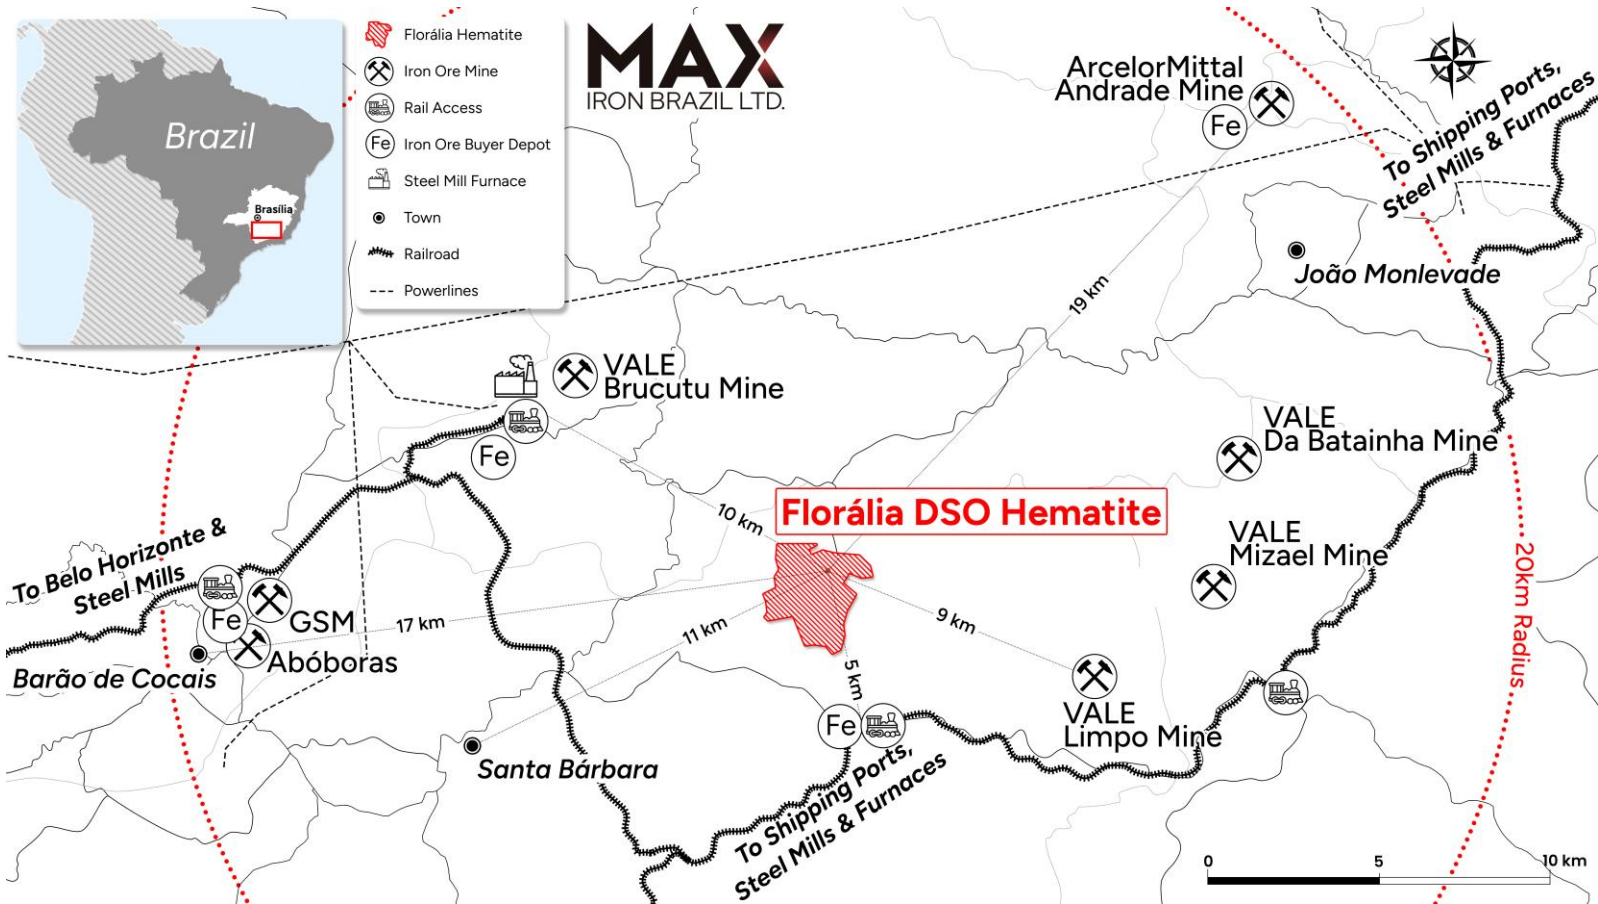 Brazil
Brasília
Florália Hematite
Iron Ore Mine
Rail Access
Fe
Iron Ore Buyer Depot
Steel Mill Furnace
Town
Railroad
Powerlines
MAX
IRON BRAZIL LTD.
ArcelorMittal
Andrade Mine
Fe
To Shipping Ports,
Steel Mills & Furnaces
João Monlevade
19 km
VALE
Brucutu Mine
Fe
VALE
Da Batainha Mine
10 km
Florália DSO Hematite
VALE
Mizael Mine
20km Radius
To Belo Horizonte &
Steel Mills
Fe
GSM
Abóboras
Barão de Cocais
17 km
11 km
9 km
5 km
VALE
Limpo Mine
Fe
Santa Bárbara
To Shipping Ports,
Steel Mills & Furnaces
0 5 10 km